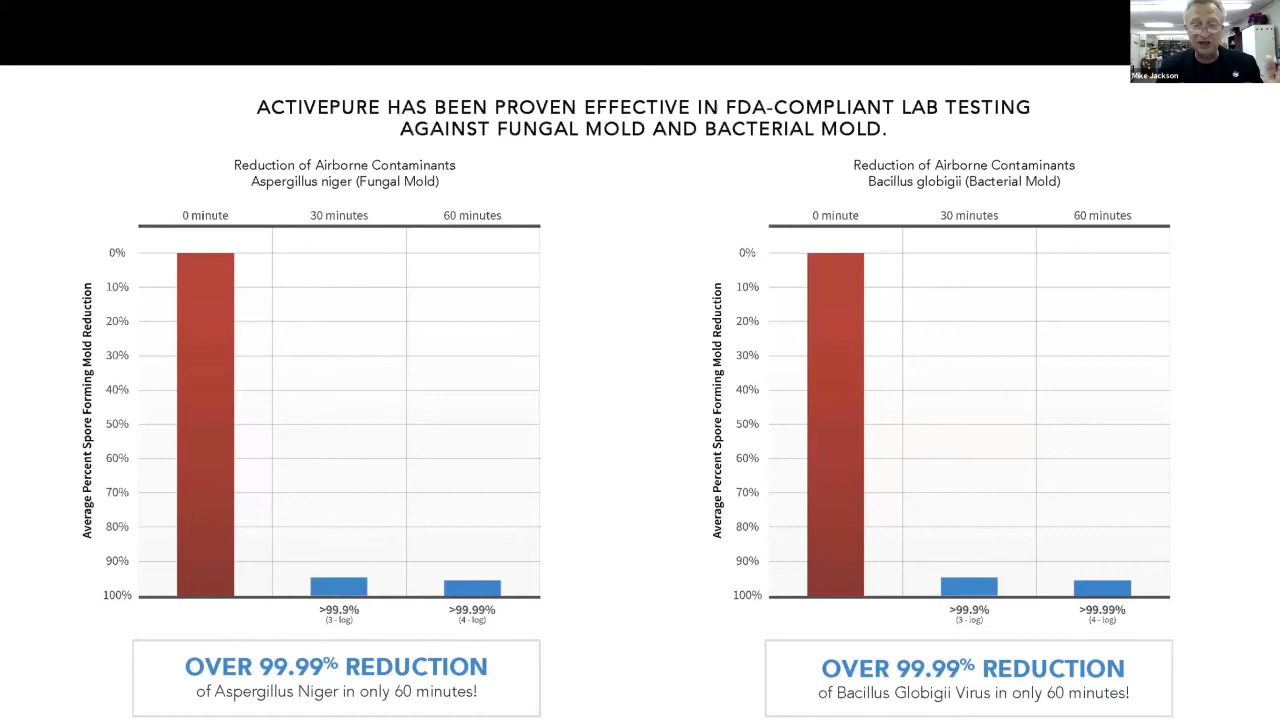 Mike Jackson
ACTIVEPURE HAS BEEN PROVEN EFFECTIVE IN FDA-COMPLIANT LAB TESTING
AGAINST FUNGAL MOLD AND BACTERIAL MOLD.
Reduction of Airborne Contaminants
Aspergillus niger (Fungal Mold)
0 minute
30 minutes
60 minutes
Average Percent Spore Forming Mold Reduction
0%
10%
20%
30%
40%
50%
60%
70%
80%
90%
100%
>99.9%
(3 - log)
>99.99%
(4 - log)
OVER 99.99% REDUCTION
of Aspergillus Niger in only 60 minutes!
Reduction of Airborne Contaminants
Bacillus globigii (Bacterial Mold)
0 minute
30 minutes
60 minutes
Average Percent Spore Forming Mold Reduction
0%
10%
20%
30%
40%
50%
60%
70%
80%
90%
100%
>99.9%
(3 - log)
>99.99%
(4 - log)
OVER 99.99% REDUCTION
of Bacillus Globigii Virus in only 60 minutes!